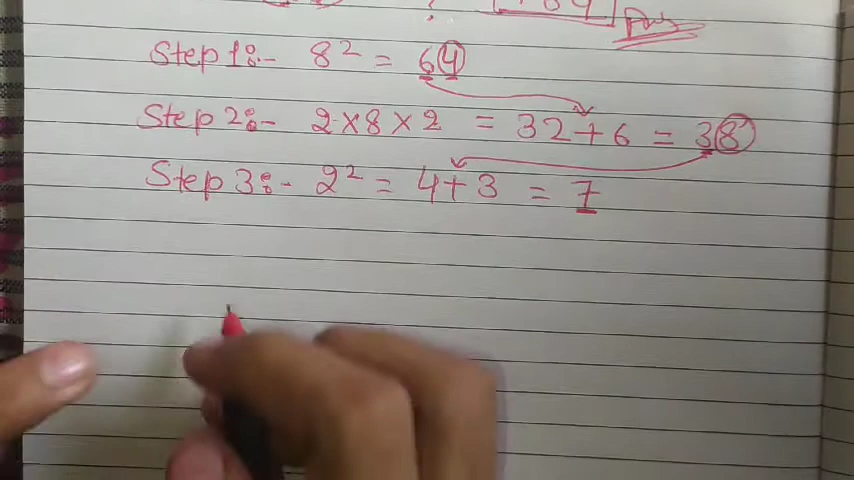 Step 1:- 8² = 64
Step 2:- 2×8×2 = 32+6 = 38
Step 3:- 2² = 4+3 = 7